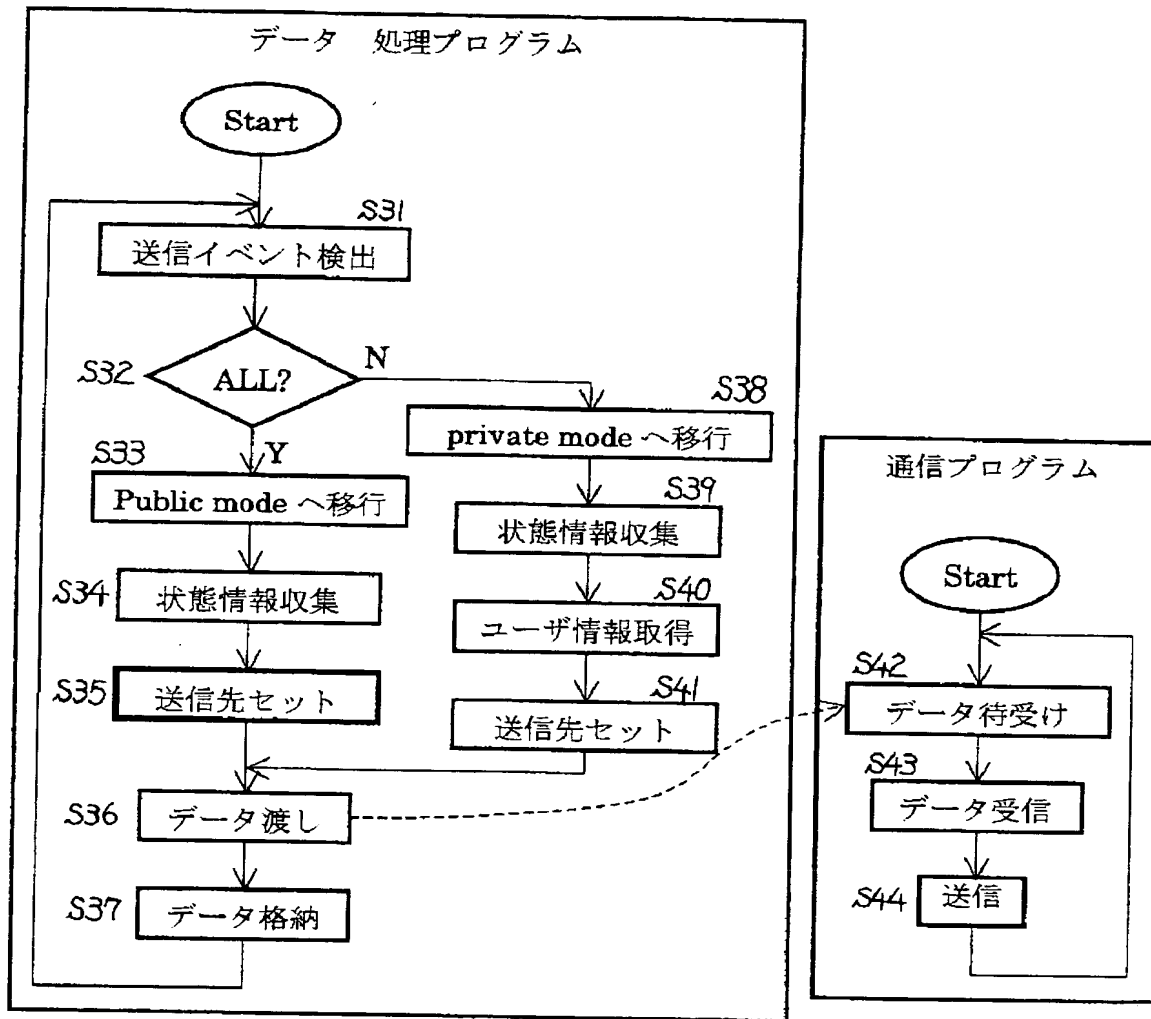 データ 処理プログラム
Start
S31
送信イベント検出
S32
ALL?
N
Y
S33
Public mode へ移行
S34
状態情報収集
S35
送信先セット
S36
データ渡し
S37
データ格納
S38
private mode へ移行
S39
状態情報収集
S40
ユーザ情報取得
S41
送信先セット
通信プログラム
Start
S42
データ待受け
S43
データ受信
S44
送信